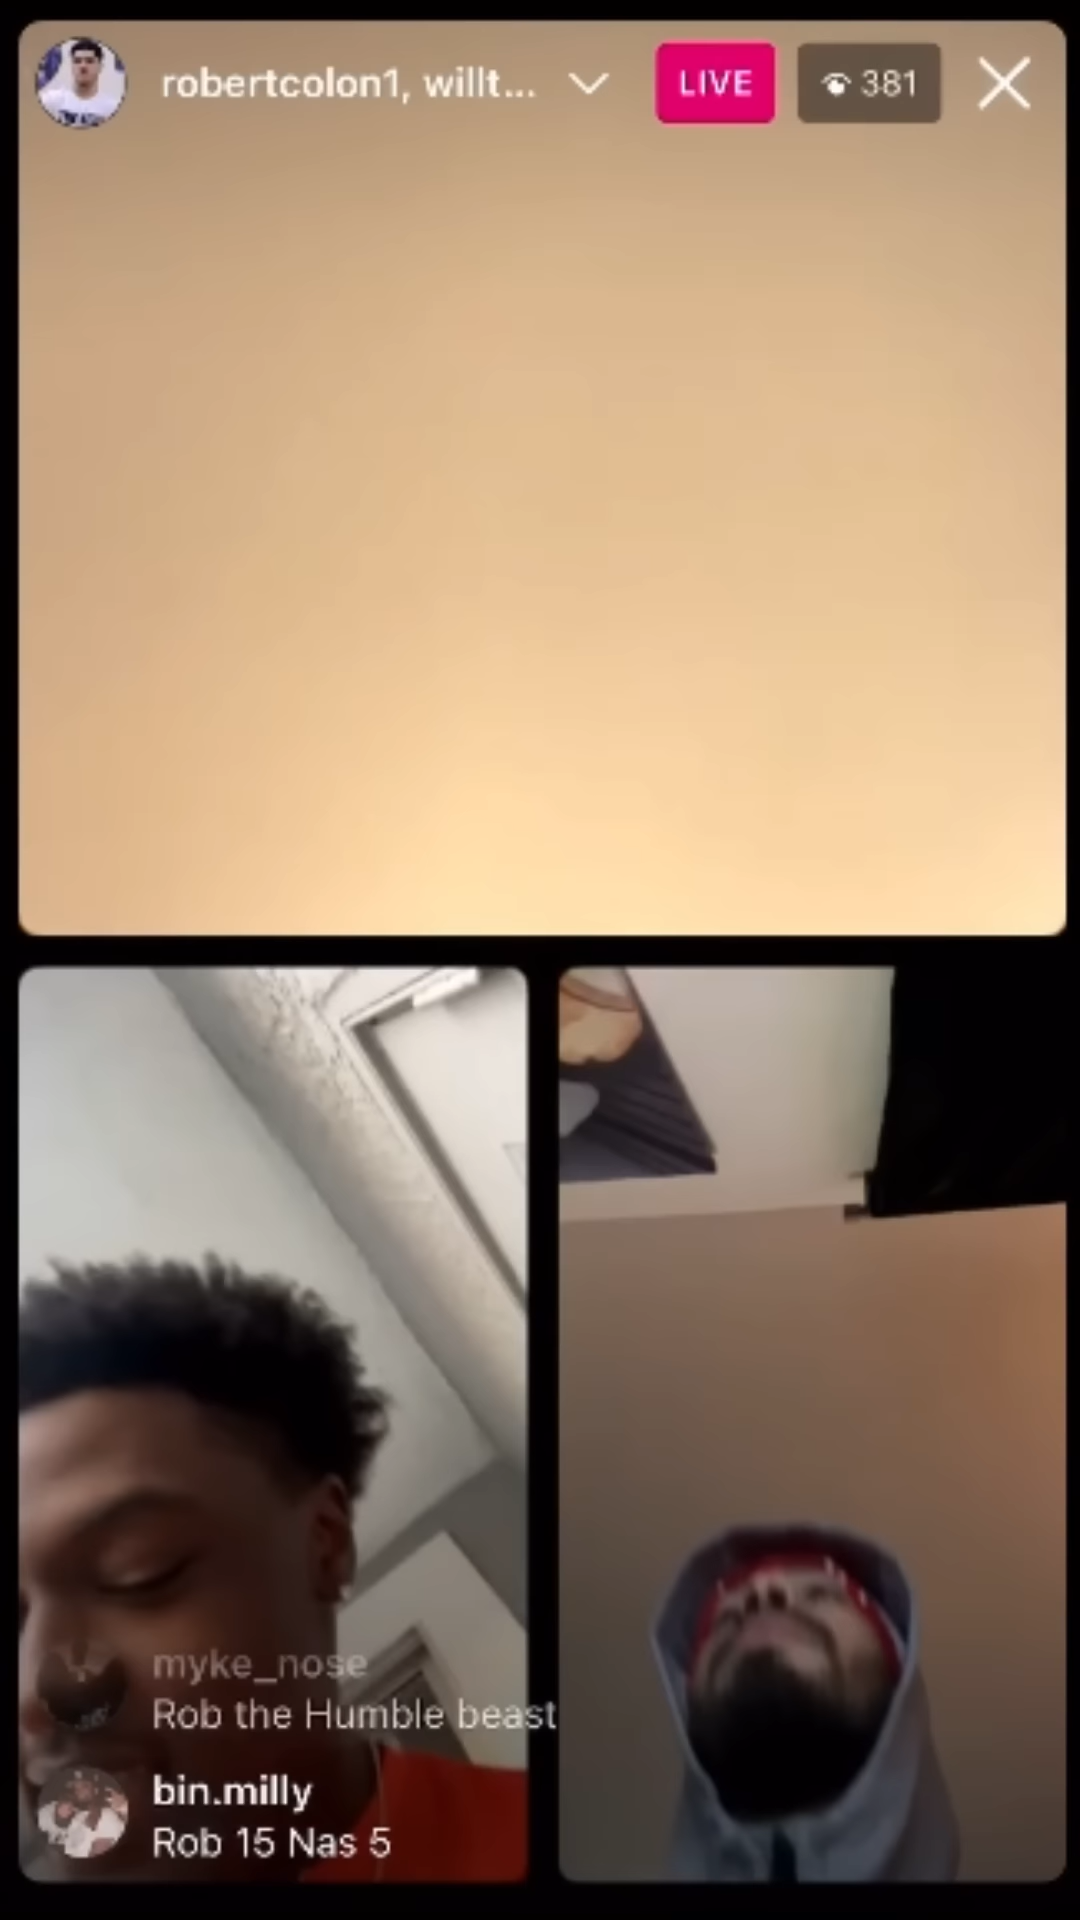 robertcolon1, willt...
LIVE
381
myke_nose
Rob the Humble beast
bin.milly
Rob 15 Nas 5